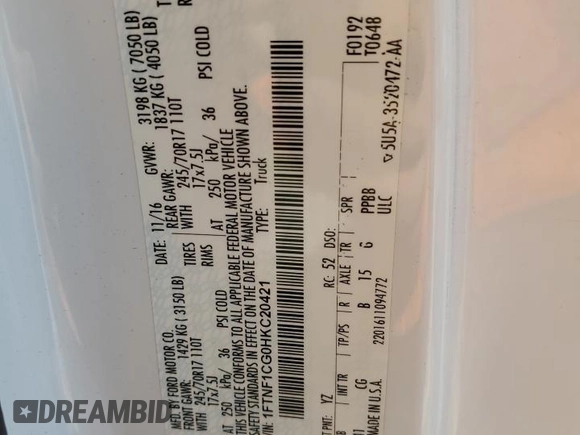 MFD. BY FORD MOTOR CO.
DATE: 11/16 GVWR: 3198 KG ( 7050 LB)
FRONT GAWR: 1429 KG ( 3150 LB)
REAR GAWR: 1837 KG ( 4050 LB)
WITH 245/70R17 110T TIRES WITH 245/70R17 110T
17x7.5J RIMS 17x7.5J
AT 250 kPa/ 36 PSI COLD AT 250 kPa/ 36 PSI COLD
THIS VEHICLE CONFORMS TO ALL APPLICABLE FEDERAL MOTOR VEHICLE
SAFETY STANDARDS IN EFFECT ON THE DATE OF MANUFACTURE SHOWN ABOVE.
VIN: 1FTNF1CG0HKC20421 TYPE: Truck
F0192
T0648
EXT PNT: YZ RC: 52 DSO:
INT TR TP/PS R AXLE TR SPR
CG B 15 6 PPBB
ULC
MADE IN U.S.A. 2201611094772
5U5A-3520472-AA
DREAMBID